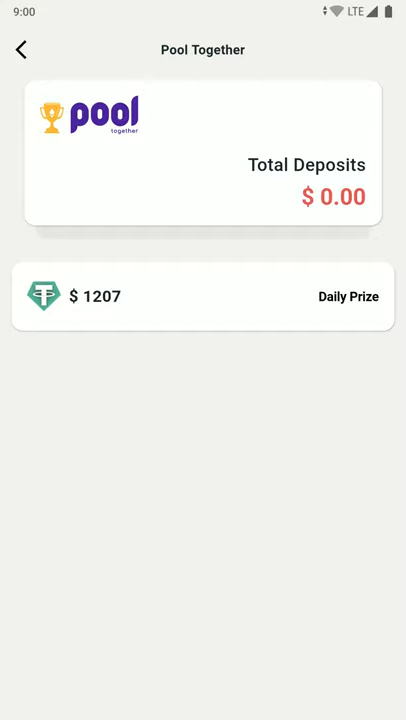 9:00
LTE
Pool Together
pool
together
Total Deposits
$ 0.00
$ 1207
Daily Prize